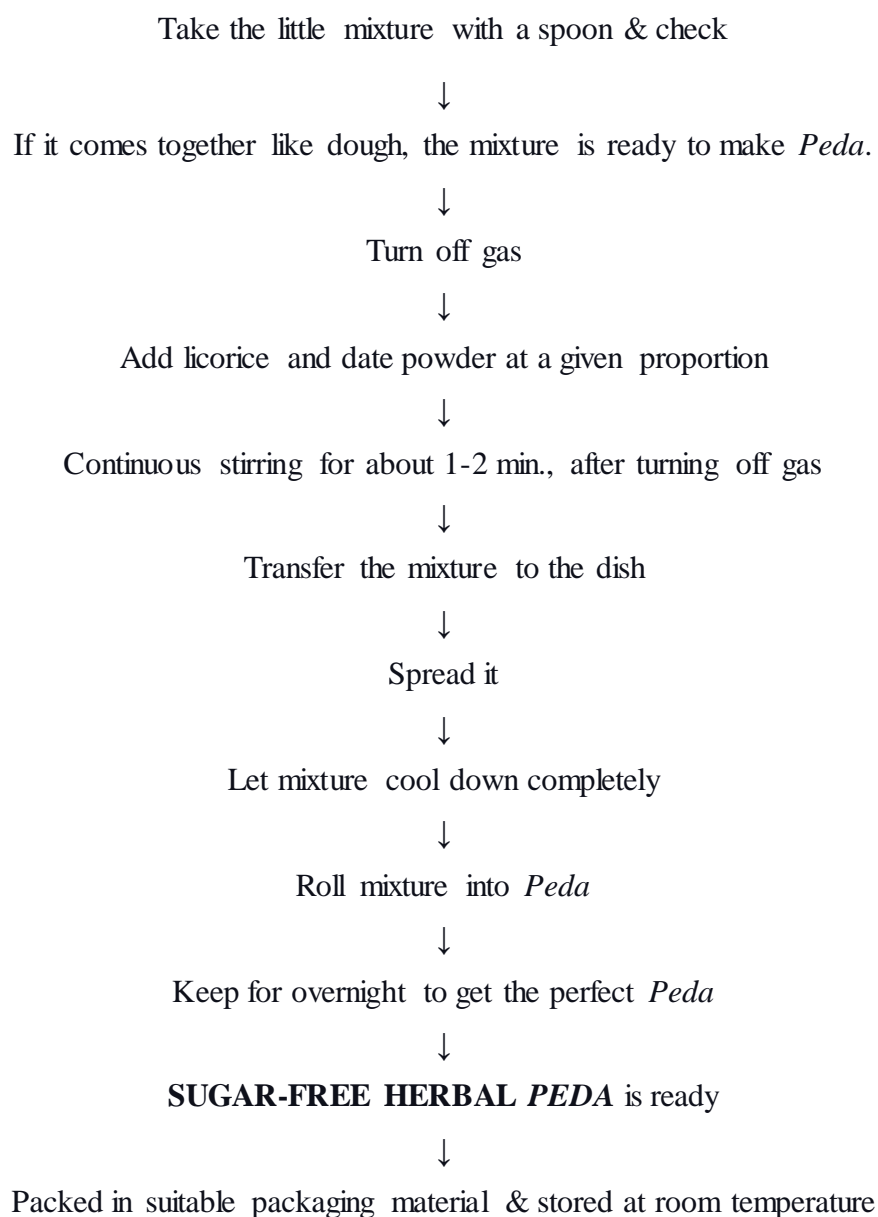 Take the little mixture with a spoon & check
↓
If it comes together like dough, the mixture is ready to make Peda.
↓
Turn off gas
↓
Add licorice and date powder at a given proportion
↓
Continuous stirring for about 1-2 min., after turning off gas
↓
Transfer the mixture to the dish
↓
Spread it
↓
Let mixture cool down completely
↓
Roll mixture into Peda
↓
Keep for overnight to get the perfect Peda
↓
SUGAR-FREE HERBAL PEDA is ready
↓
Packed in suitable packaging material & stored at room temperature